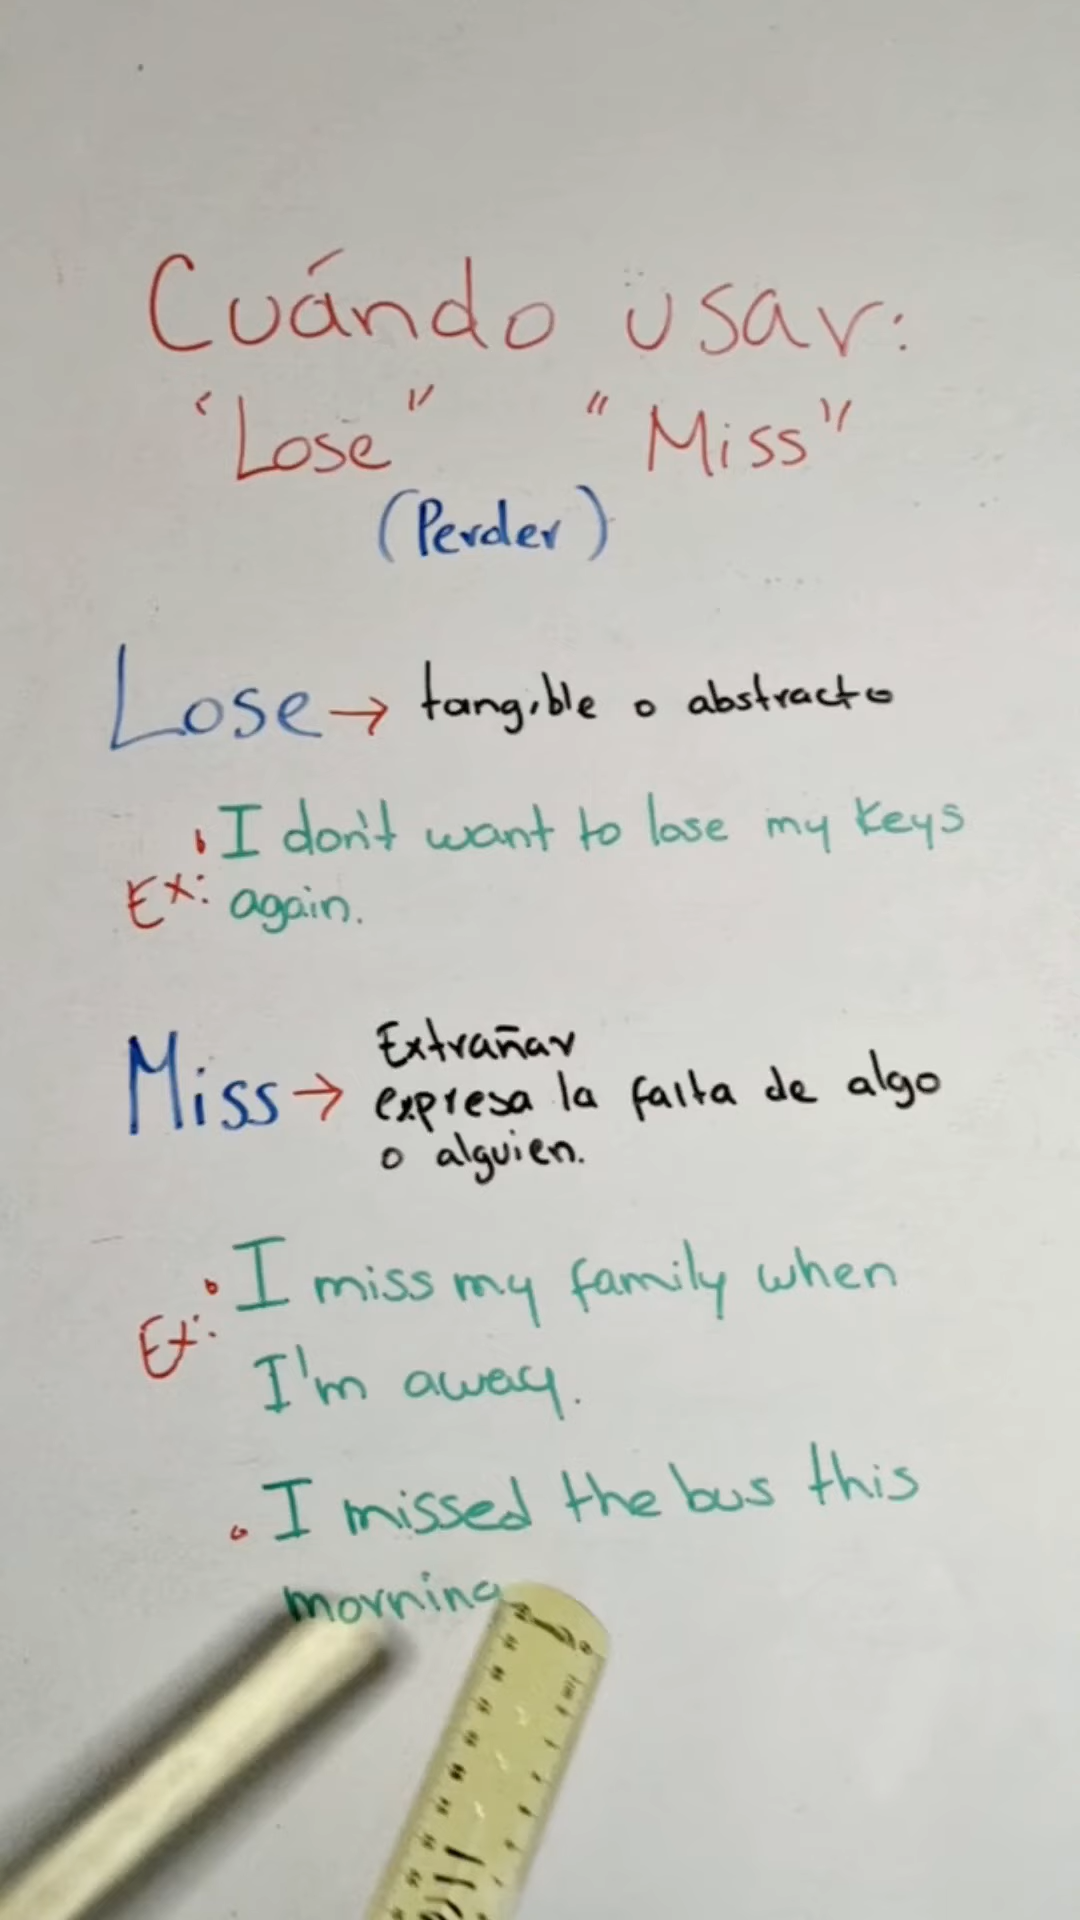 Cuándo usar:
"Lose" "Miss"
(Perder)
Lose → tangible o abstracto
• I don't want to lose my keys
Ex: again.
Extrañar
Miss → expresa la falta de algo
o alguien.
• I miss my family when
Ex:
I'm away.
• I missed the bus this
morning